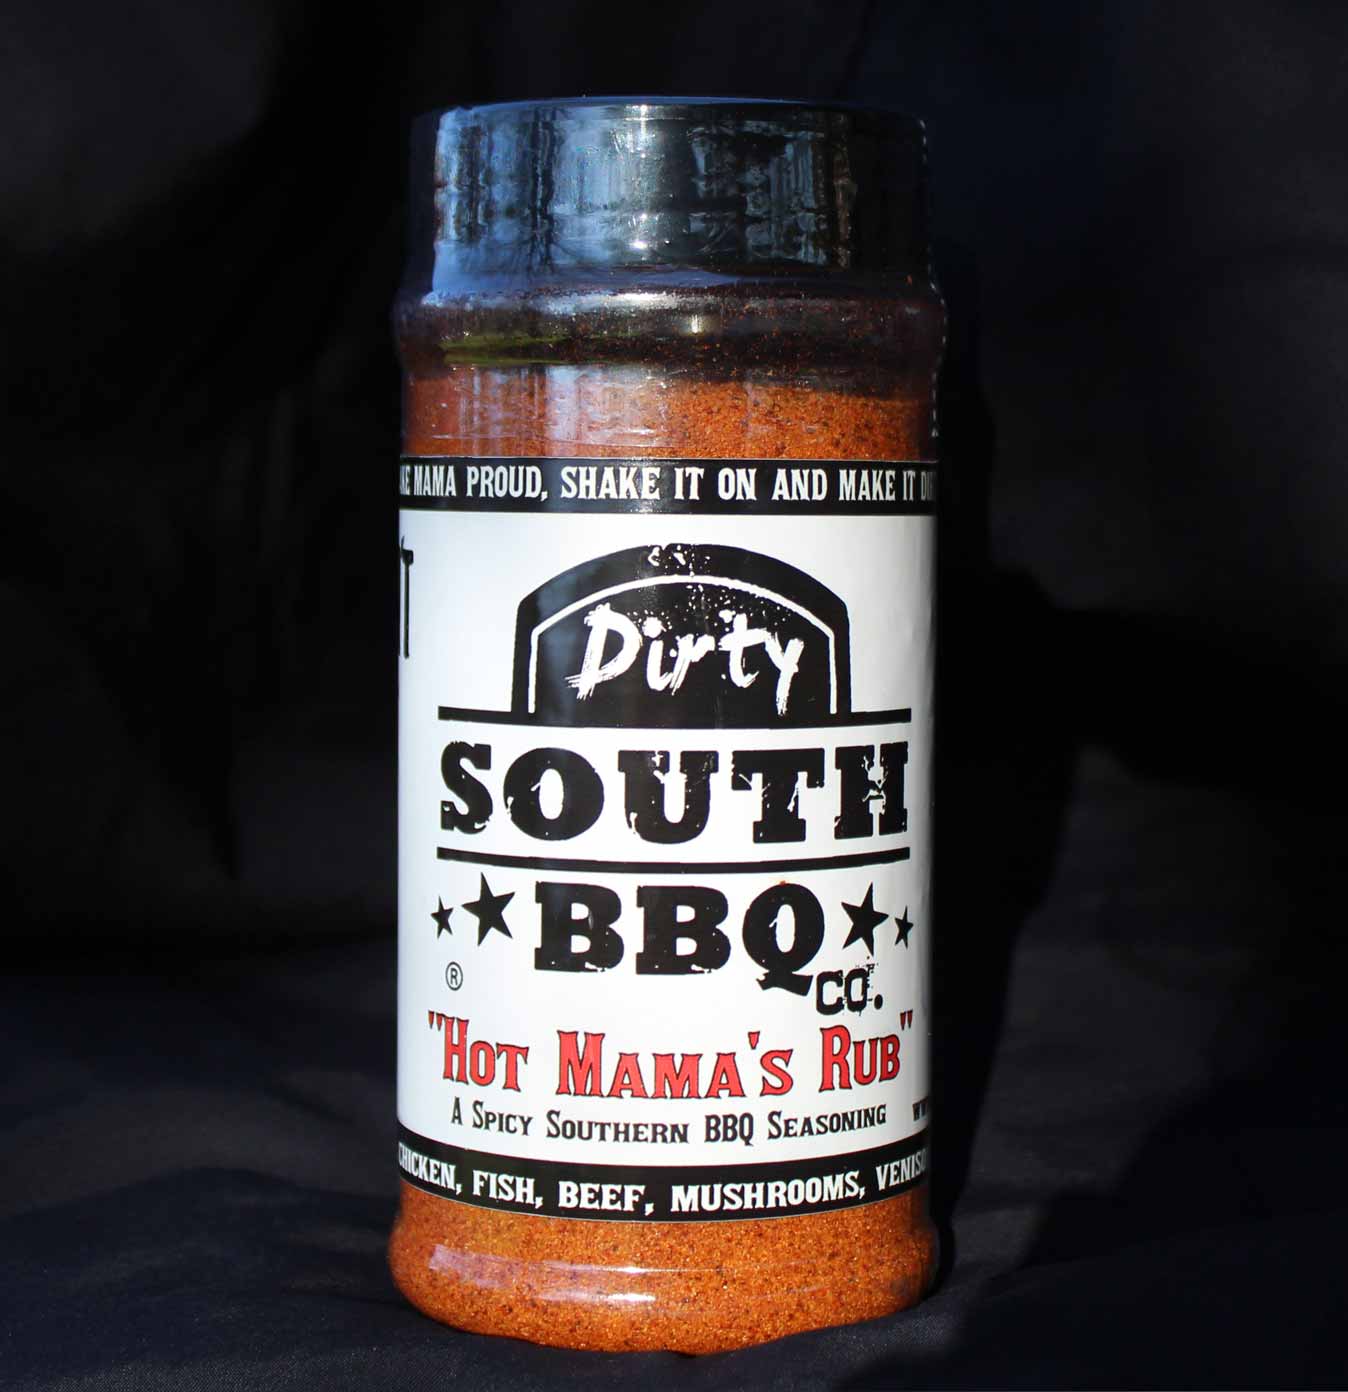 MAMA PROUD, SHAKE IT ON AND MAKE IT
Dirty
SOUTH
BBQ
CO.
®
"HOT MAMA'S RUB"
A SPICY SOUTHERN BBQ SEASONING
CHICKEN, FISH, BEEF, MUSHROOMS,